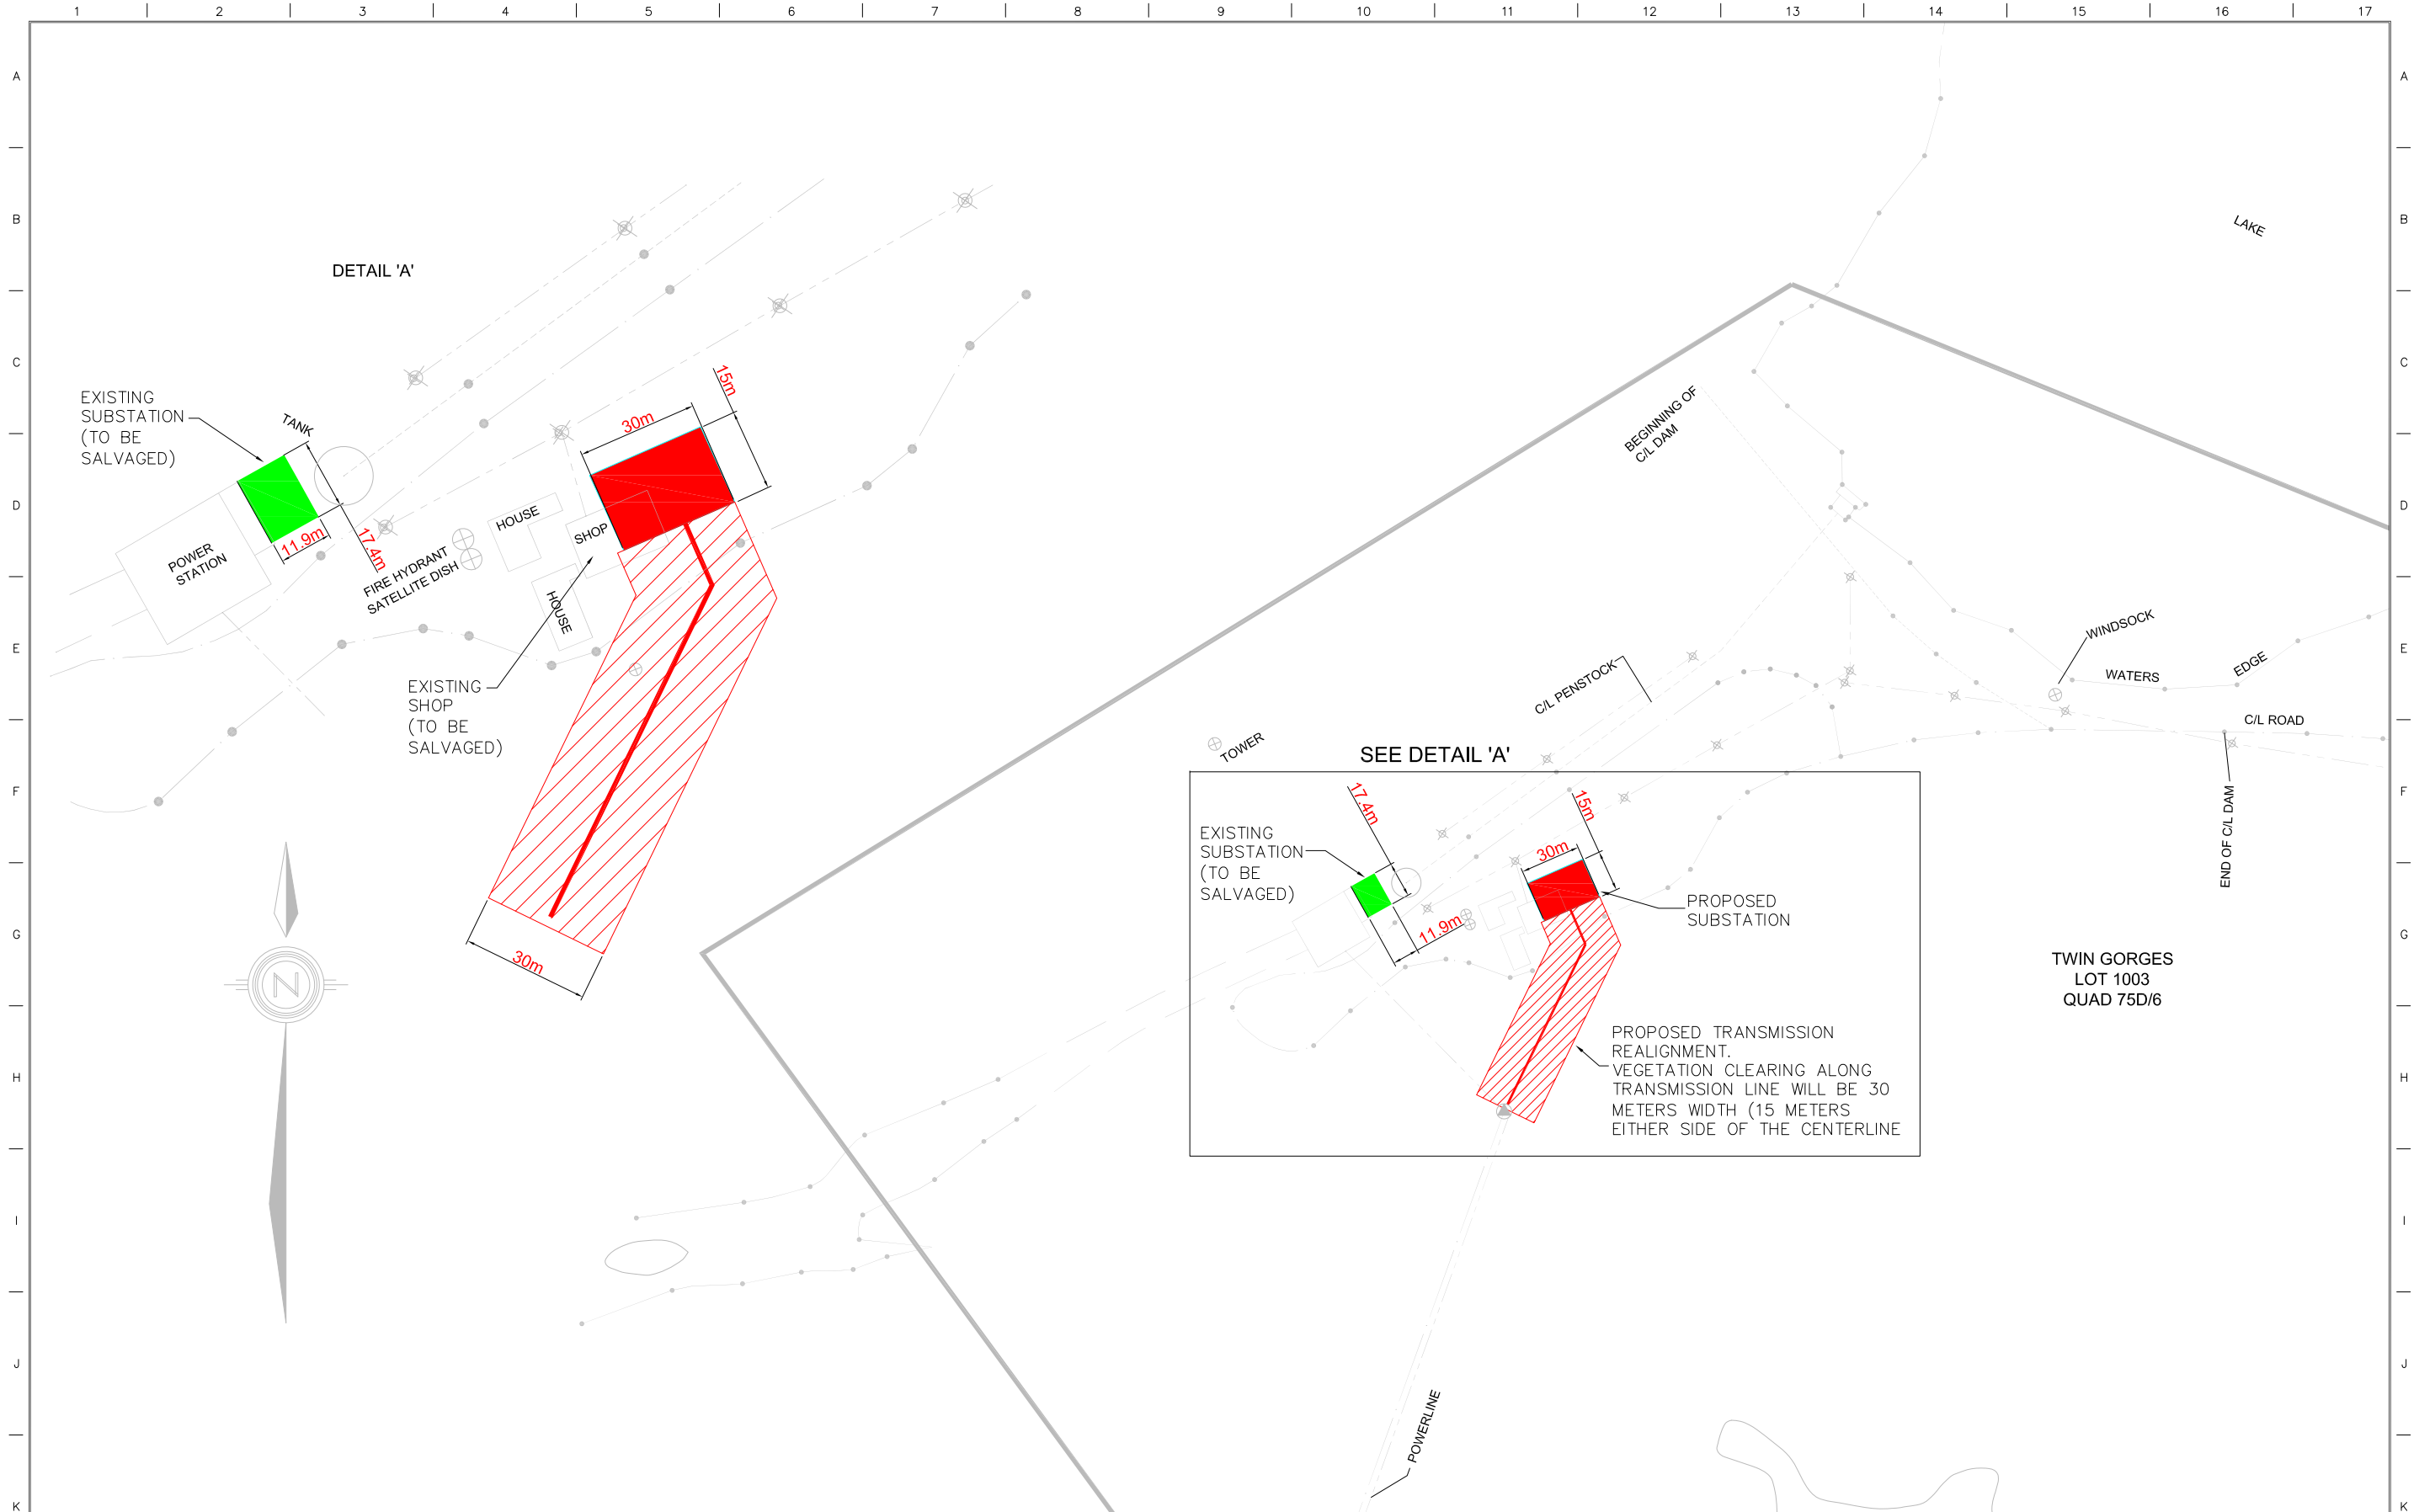 1 2 3 4 5 6 7 8 9 10 11 12 13 14 15 16 17
A A
B B
C C
D D
E E
F F
G G
H H
I I
J J
K K
LAKE
DETAIL 'A'
EXISTING
SUBSTATION
(TO BE
SALVAGED)
TANK
15m
30m
11.9m
17.4m
POWER
STATION
FIRE HYDRANT
SATELLITE DISH
HOUSE
SHOP
HOUSE
EXISTING
SHOP
(TO BE
SALVAGED)
30m
N
BEGINNING OF
C/L DAM
C/L PENSTOCK
WINDSOCK
WATERS
EDGE
C/L ROAD
END OF C/L DAM
TOWER
SEE DETAIL 'A'
17.4m
15m
EXISTING
SUBSTATION
(TO BE
SALVAGED)
30m
11.9m
PROPOSED
SUBSTATION
PROPOSED TRANSMISSION
REALIGNMENT.
VEGETATION CLEARING ALONG
TRANSMISSION LINE WILL BE 30
METERS WIDTH (15 METERS
EITHER SIDE OF THE CENTERLINE
TWIN GORGES
LOT 1003
QUAD 75D/6
POWERLINE